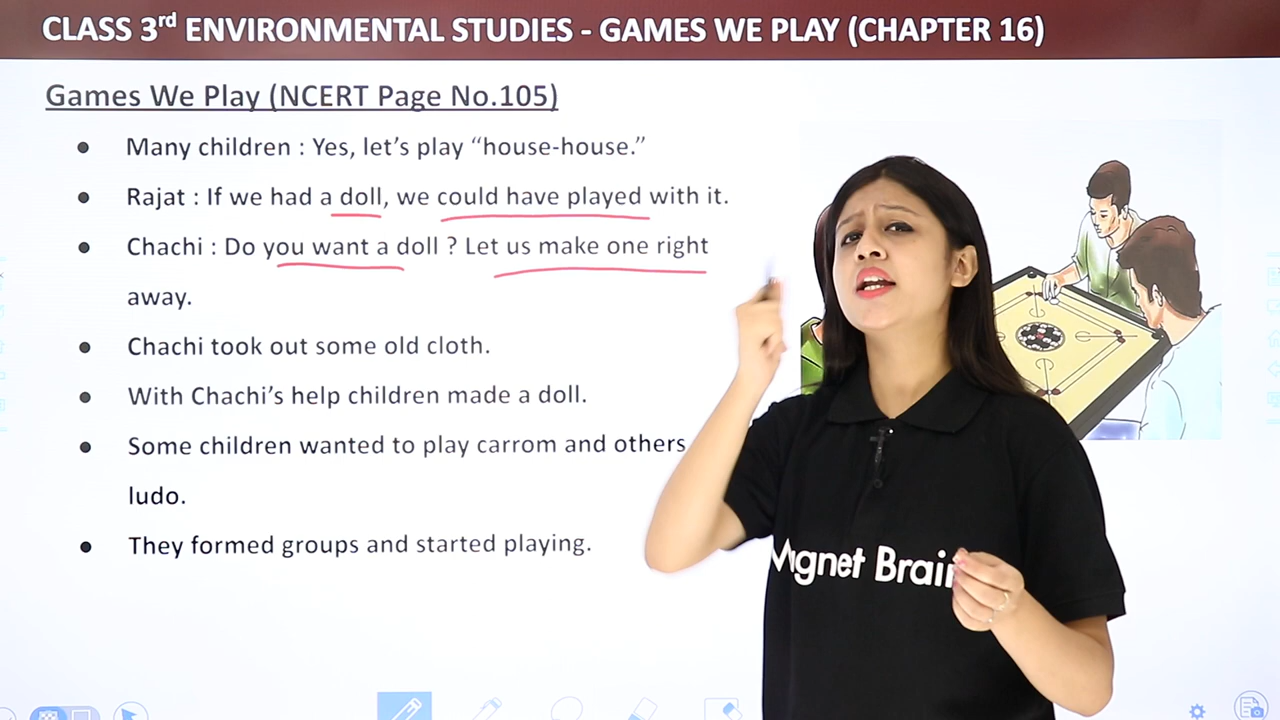 CLASS 3rd ENVIRONMENTAL STUDIES - GAMES WE PLAY (CHAPTER 16)
Games We Play (NCERT Page No.105)
● Many children : Yes, let’s play “house-house.”
● Rajat : If we had a doll, we could have played with it.
● Chachi : Do you want a doll ? Let us make one right
away.
● Chachi took out some old cloth.
● With Chachi’s help children made a doll.
● Some children wanted to play carrom and others
ludo.
● They formed groups and started playing.
Magnet Brai